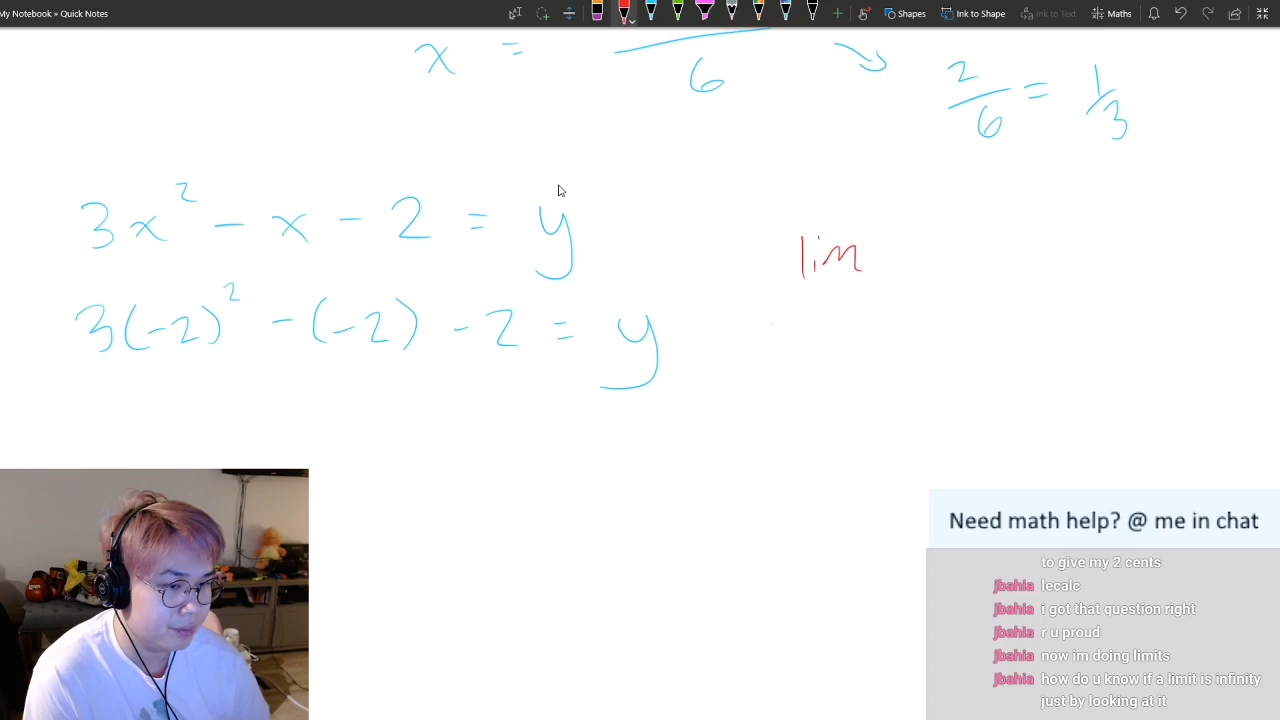 My Notebook » Quick Notes
Shapes Ink to Shape Ink to Text Maths
x = 6
2/6 = 1/3
3x² - x - 2 = y
lim
3(-2)² - (-2) - 2 = y
Need math help? @ me in chat
to give my 2 cents
Jbahia lecalc
Jbahia i got that question right
Jbahia r u proud
Jbahia now im doing limits
Jbahia how do u know if a limit is infinity
just by looking at it